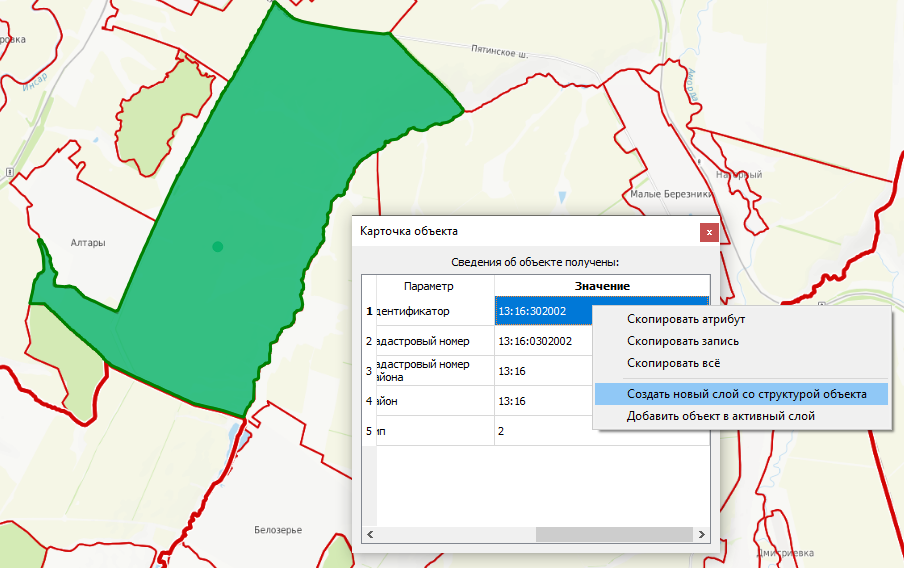 ровка
Инсар
Пятинское ш.
Аморда
Нагорный
Малые Березники
Алтары
Карточка объекта
x
Сведения об объекте получены:
Параметр Значение
1 дентификатор 13:16:302002
2 адастровый номер 13:16:0302002
3 адастровый номер
айона 13:16
4 айон 13:16
5 ип 2
Скопировать атрибут
Скопировать запись
Скопировать всё
Создать новый слой со структурой объекта
Добавить объект в активный слой
Белозерье
Дмитриевка